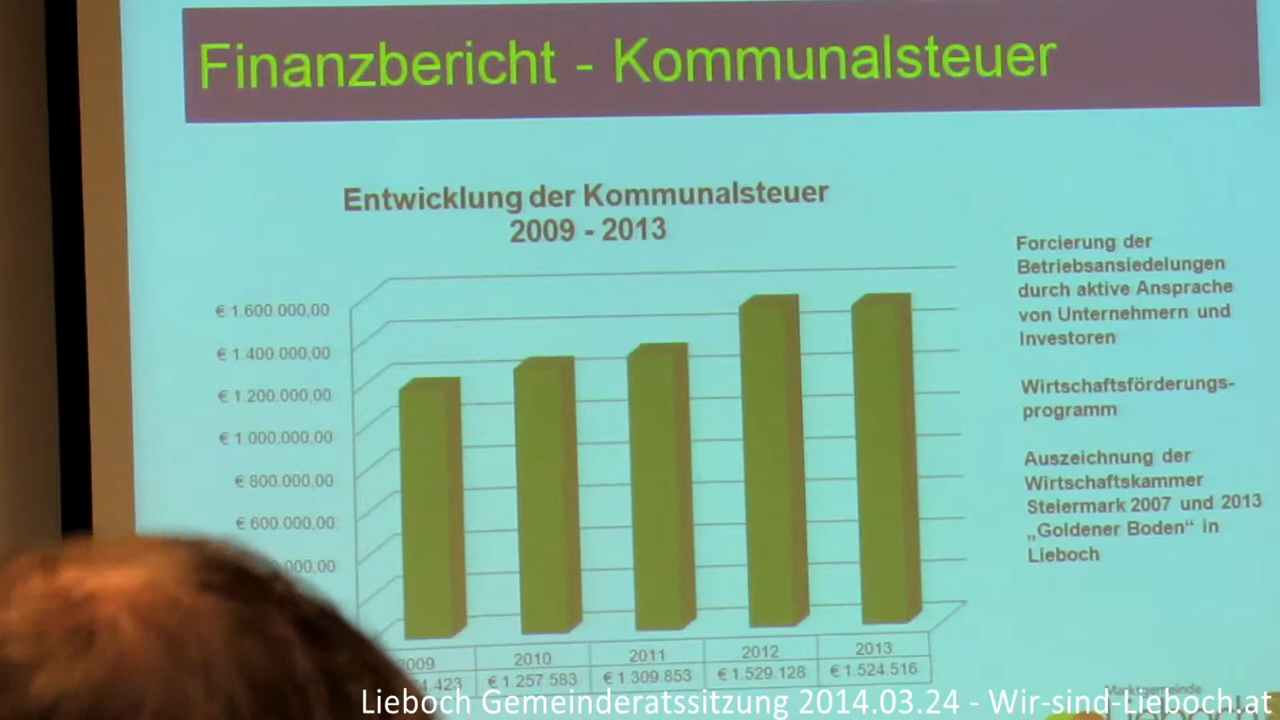 Finanzbericht - Kommunalsteuer
Entwicklung der Kommunalsteuer
2009 - 2013
€ 1.600.000,00
€ 1.400.000,00
€ 1.200.000,00
€ 1.000.000,00
€ 800.000,00
€ 600.000,00
000,00
2010 2011 2012 2013
423 € 1.257.583 € 1.309.853 € 1.529.128 € 1.524.516
Forcierung der
Betriebsansiedelungen
durch aktive Ansprache
von Unternehmern und
Investoren
Wirtschaftsförderungs-
programm
Auszeichnung der
Wirtschaftskammer
Steiermark 2007 und 2013
„Goldener Boden“ in
Lieboch
Marktgemeinde
Lieboch Gemeinderatssitzung 2014.03.24 - Wir-sind-Lieboch.at